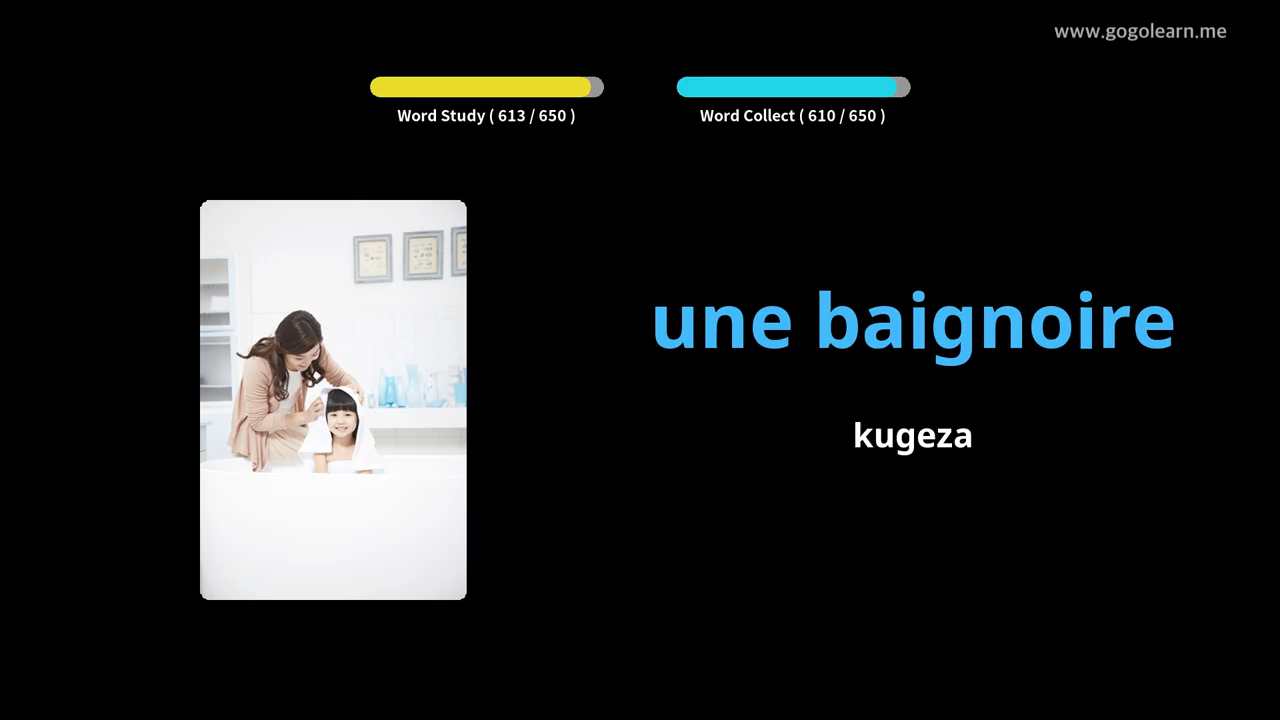 www.gogolearn.me
Word Study ( 613 / 650 )
Word Collect ( 610 / 650 )
une baignoire
kugeza